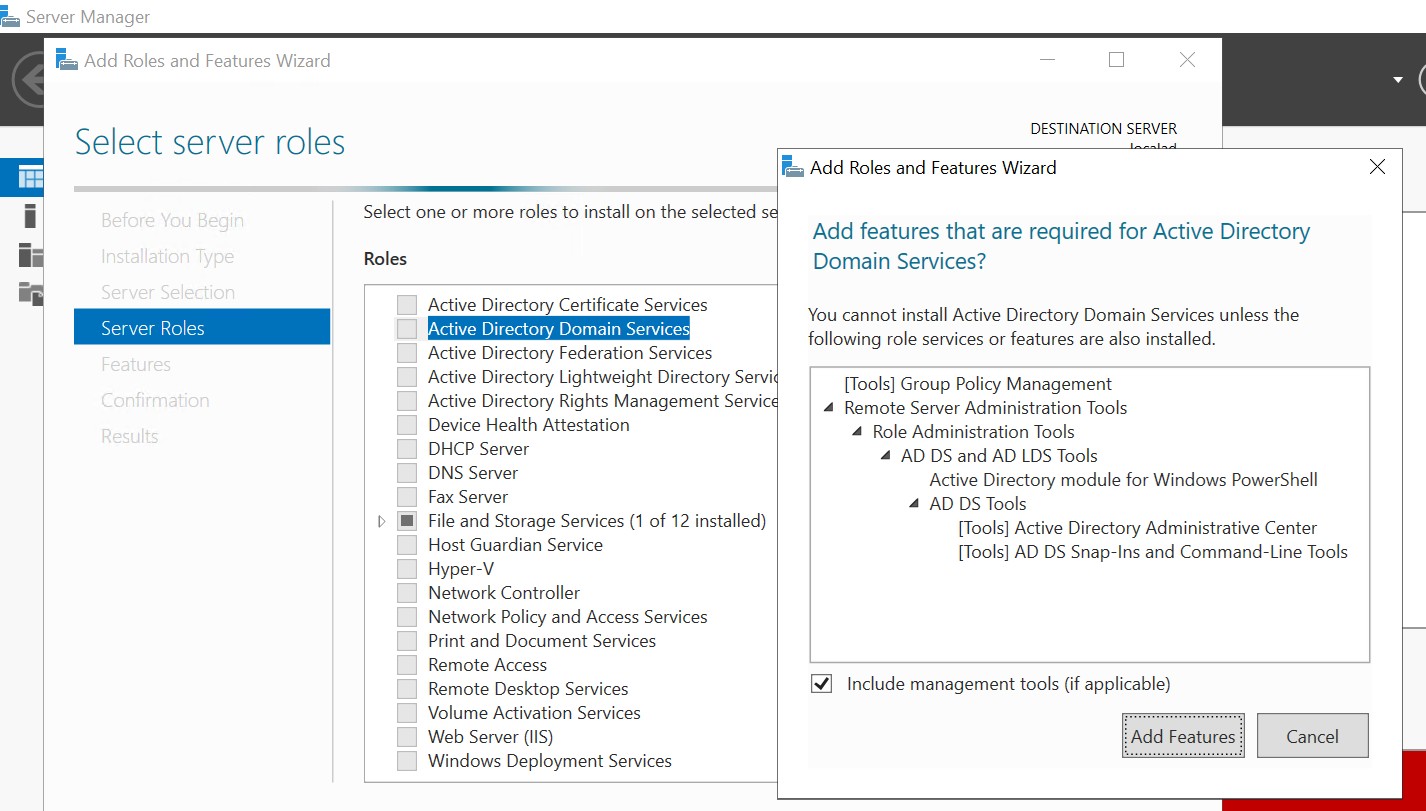 Server Manager
Add Roles and Features Wizard
Select server roles
DESTINATION SERVER
localad
Before You Begin
Installation Type
Server Selection
Server Roles
Features
Confirmation
Results
Select one or more roles to install on the selected se
Roles
Active Directory Certificate Services
Active Directory Domain Services
Active Directory Federation Services
Active Directory Lightweight Directory Servic
Active Directory Rights Management Service
Device Health Attestation
DHCP Server
DNS Server
Fax Server
File and Storage Services (1 of 12 installed)
Host Guardian Service
Hyper-V
Network Controller
Network Policy and Access Services
Print and Document Services
Remote Access
Remote Desktop Services
Volume Activation Services
Web Server (IIS)
Windows Deployment Services
Add Roles and Features Wizard
Add features that are required for Active Directory
Domain Services?
You cannot install Active Directory Domain Services unless the
following role services or features are also installed.
[Tools] Group Policy Management
Remote Server Administration Tools
Role Administration Tools
AD DS and AD LDS Tools
Active Directory module for Windows PowerShell
AD DS Tools
[Tools] Active Directory Administrative Center
[Tools] AD DS Snap-Ins and Command-Line Tools
Include management tools (if applicable)
Add Features
Cancel